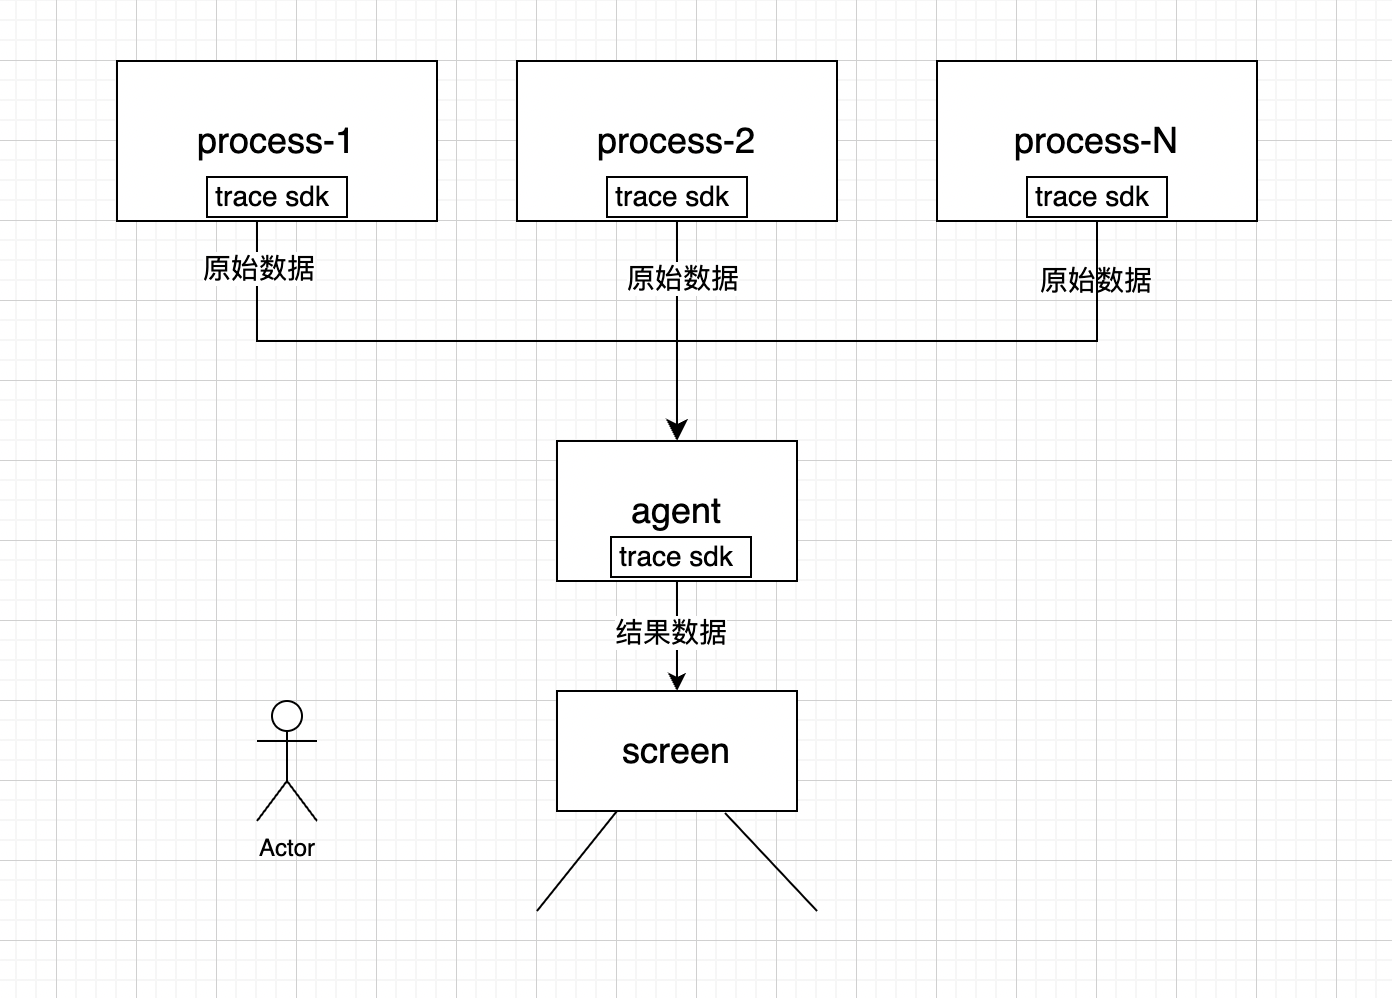 process-1
trace sdk
process-2
trace sdk
process-N
trace sdk
原始数据
原始数据
原始数据
agent
trace sdk
结果数据
screen
Actor